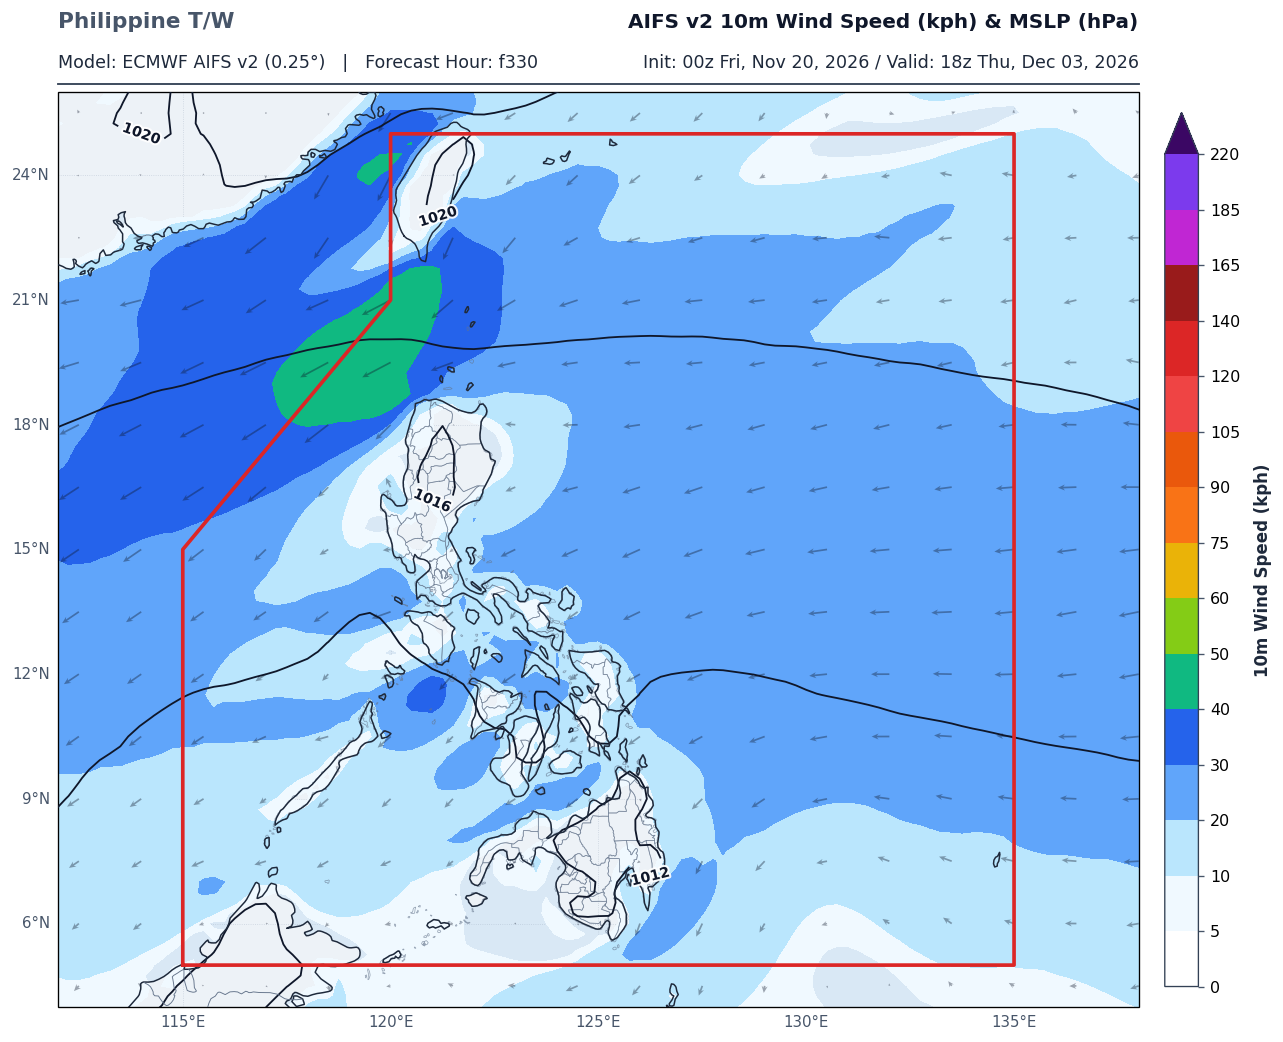 Philippine T/W
AIFS v2 10m Wind Speed (kph) & MSLP (hPa)
Model: ECMWF AIFS v2 (0.25°) | Forecast Hour: f330
Init: 00z Fri, Nov 20, 2026 / Valid: 18z Thu, Dec 03, 2026
1020
1020
1016
1012
24°N
21°N
18°N
15°N
12°N
9°N
6°N
115°E
120°E
125°E
130°E
135°E
220
185
165
140
120
105
90
75
60
50
40
30
20
10
5
0
10m Wind Speed (kph)